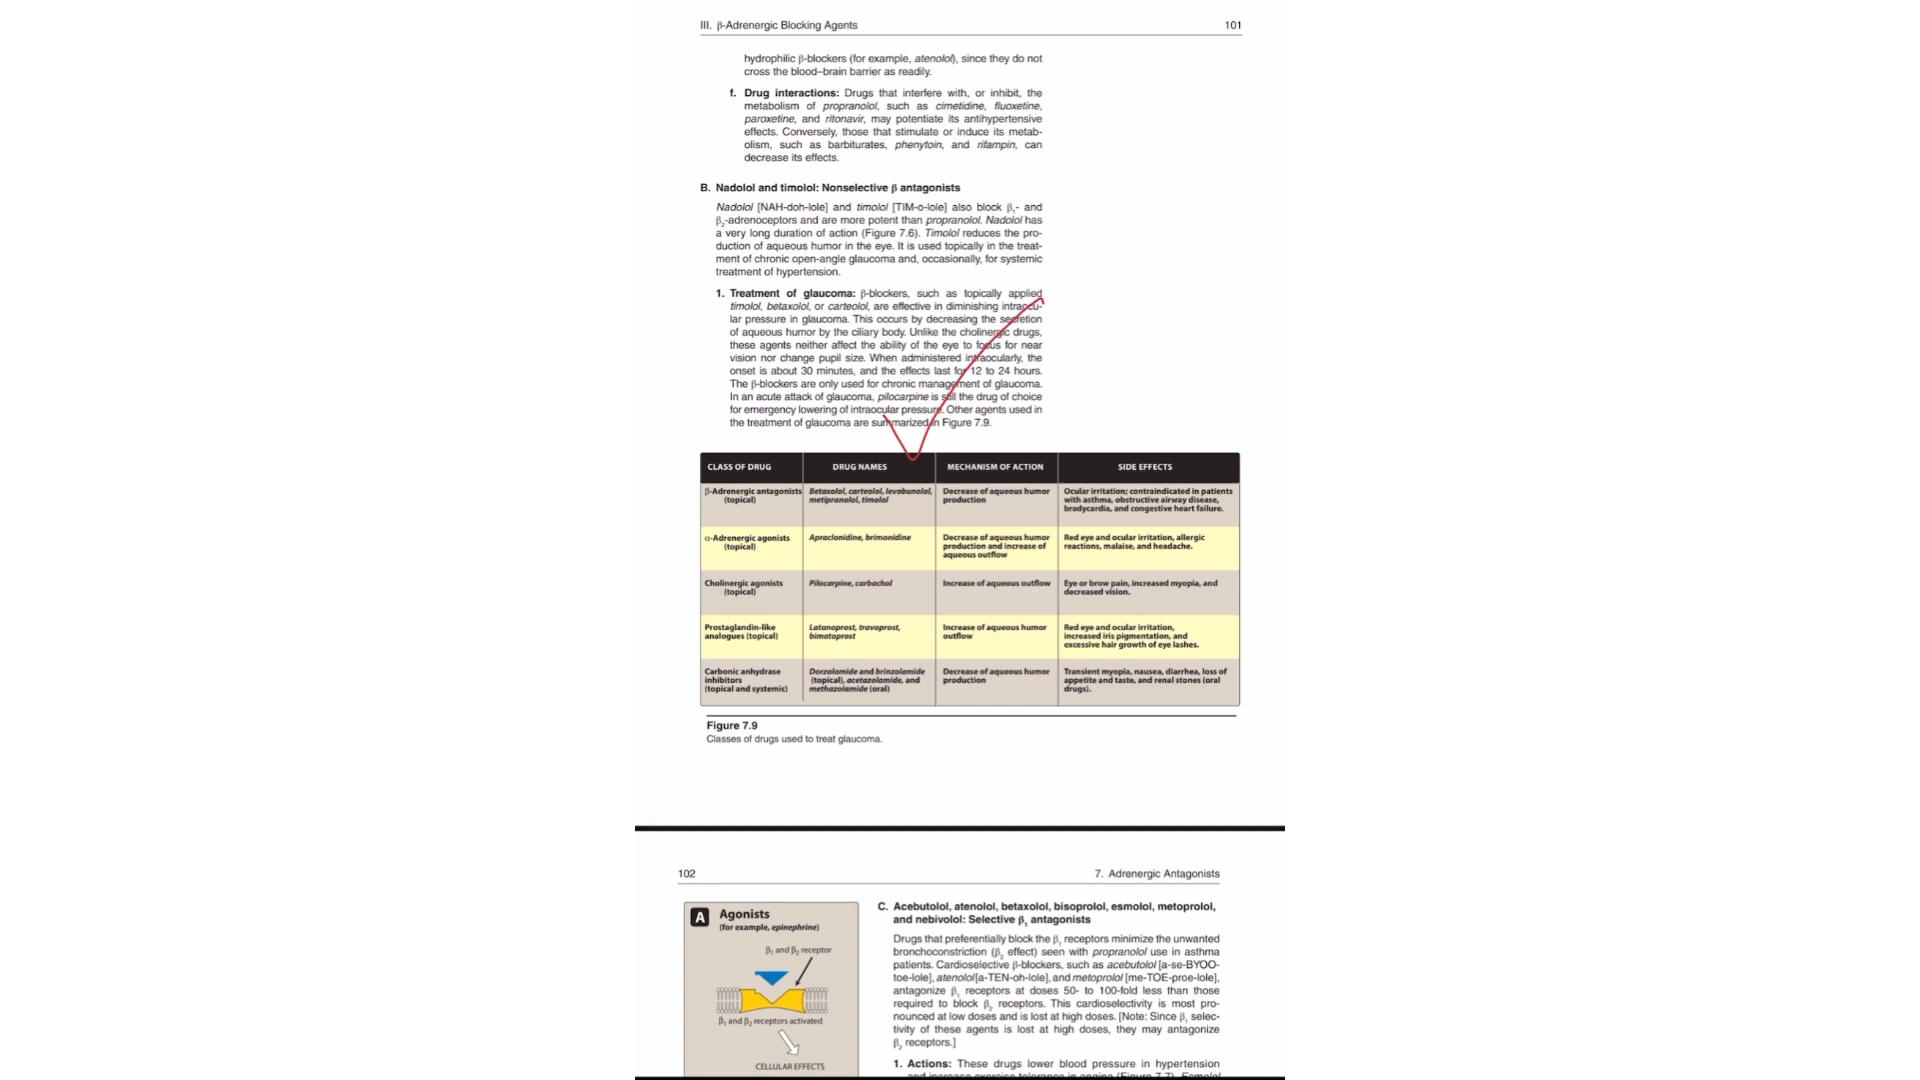 III. β-Adrenergic Blocking Agents 101
hydrophilic β-blockers (for example, atenolol), since they do not
cross the blood–brain barrier as readily.
f. Drug interactions: Drugs that interfere with, or inhibit, the
metabolism of propranolol, such as cimetidine, fluoxetine,
paroxetine, and ritonavir, may potentiate its antihypertensive
effects. Conversely, those that stimulate or induce its metab-
olism, such as barbiturates, phenytoin, and rifampin, can
decrease its effects.
B. Nadolol and timolol: Nonselective β antagonists
Nadolol [NAH-doh-lole] and timolol [TIM-o-lole] also block β₁- and
β₂-adrenoceptors and are more potent than propranolol. Nadolol has
a very long duration of action (Figure 7.6). Timolol reduces the pro-
duction of aqueous humor in the eye. It is used topically in the treat-
ment of chronic open-angle glaucoma and, occasionally, for systemic
treatment of hypertension.
1. Treatment of glaucoma: β-blockers, such as topically applied
timolol, betaxolol, or carteolol, are effective in diminishing intraocu-
lar pressure in glaucoma. This occurs by decreasing the secretion
of aqueous humor by the ciliary body. Unlike the cholinergic drugs,
these agents neither affect the ability of the eye to focus for near
vision nor change pupil size. When administered intraocularly, the
onset is about 30 minutes, and the effects last for 12 to 24 hours.
The β-blockers are only used for chronic management of glaucoma.
In an acute attack of glaucoma, pilocarpine is still the drug of choice
for emergency lowering of intraocular pressure. Other agents used in
the treatment of glaucoma are summarized in Figure 7.9.
CLASS OF DRUG DRUG NAMES MECHANISM OF ACTION SIDE EFFECTS
β-Adrenergic antagonists Betaxolol, carteolol, levobunolol, Decrease of aqueous humor Ocular irritation; contraindicated in patients
(topical) metipranolol, timolol production with asthma, obstructive airway disease,
bradycardia, and congestive heart failure.
α-Adrenergic agonists Apraclonidine, brimonidine Decrease of aqueous humor Red eye and ocular irritation, allergic
(topical) production and increase of reactions, malaise, and headache.
aqueous outflow
Cholinergic agonists Pilocarpine, carbachol Increase of aqueous outflow Eye or brow pain, increased myopia, and
(topical) decreased vision.
Prostaglandin-like Latanoprost, travoprost, Increase of aqueous humor Red eye and ocular irritation,
analogues (topical) bimatoprost outflow increased iris pigmentation, and
excessive hair growth of eye lashes.
Carbonic anhydrase Dorzolamide and brinzolamide Decrease of aqueous humor Transient myopia, nausea, diarrhea, loss of
inhibitors (topical), acetazolamide, and production appetite and taste, and renal stones (oral
(topical and systemic) methazolamide (oral) drugs).
Figure 7.9
Classes of drugs used to treat glaucoma.
102 7. Adrenergic Antagonists
A Agonists
(for example, epinephrine)
β₁ and β₂ receptor
β₁ and β₂ receptors activated
CELLULAR EFFECTS
C. Acebutolol, atenolol, betaxolol, bisoprolol, esmolol, metoprolol,
and nebivolol: Selective β₁ antagonists
Drugs that preferentially block the β₁ receptors minimize the unwanted
bronchoconstriction (β₂ effect) seen with propranolol use in asthma
patients. Cardioselective β-blockers, such as acebutolol [a-se-BYOO-
toe-lole], atenolol[a-TEN-oh-lole], and metoprolol [me-TOE-proe-lole],
antagonize β₁ receptors at doses 50- to 100-fold less than those
required to block β₂ receptors. This cardioselectivity is most pro-
nounced at low doses and is lost at high doses. [Note: Since β₁ selec-
tivity of these agents is lost at high doses, they may antagonize
β₂ receptors.]
1. Actions: These drugs lower blood pressure in hypertension
and increase exercise tolerance in angina (Figure 7.7). Esmolol